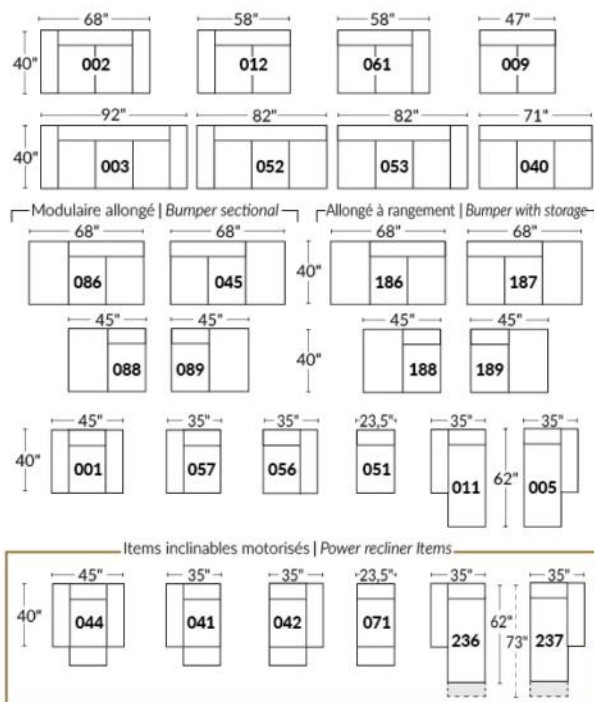 68" 58" 58" 47"
40" 002 012 061 009
92" 82" 82" 71"
40" 003 052 053 040
Modulaire allongé | Bumper sectional Allongé à rangement | Bumper with storage
68" 68" 68" 68"
086 045 40" 186 187
45" 45" 45" 45"
088 089 40" 188 189
45" 35" 35" 23,5" 35" 35"
40" 001 057 056 051 011 62" 005
Items inclinables motorisés | Power recliner Items
45" 35" 35" 23,5" 35" 35"
40" 044 041 042 071 236 62" 73" 237